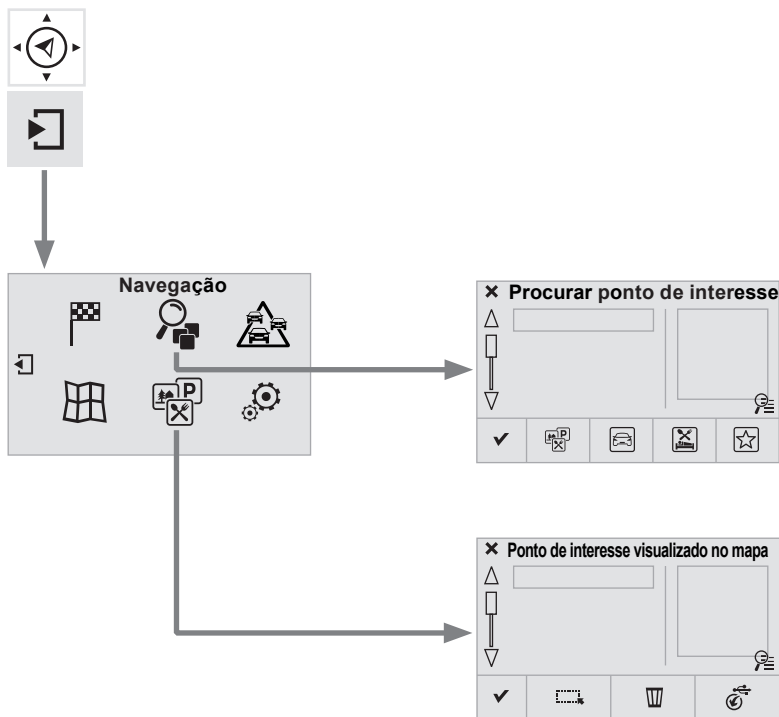 Navegação
Procurar ponto de interesse
P
P
Ponto de interesse visualizado no mapa